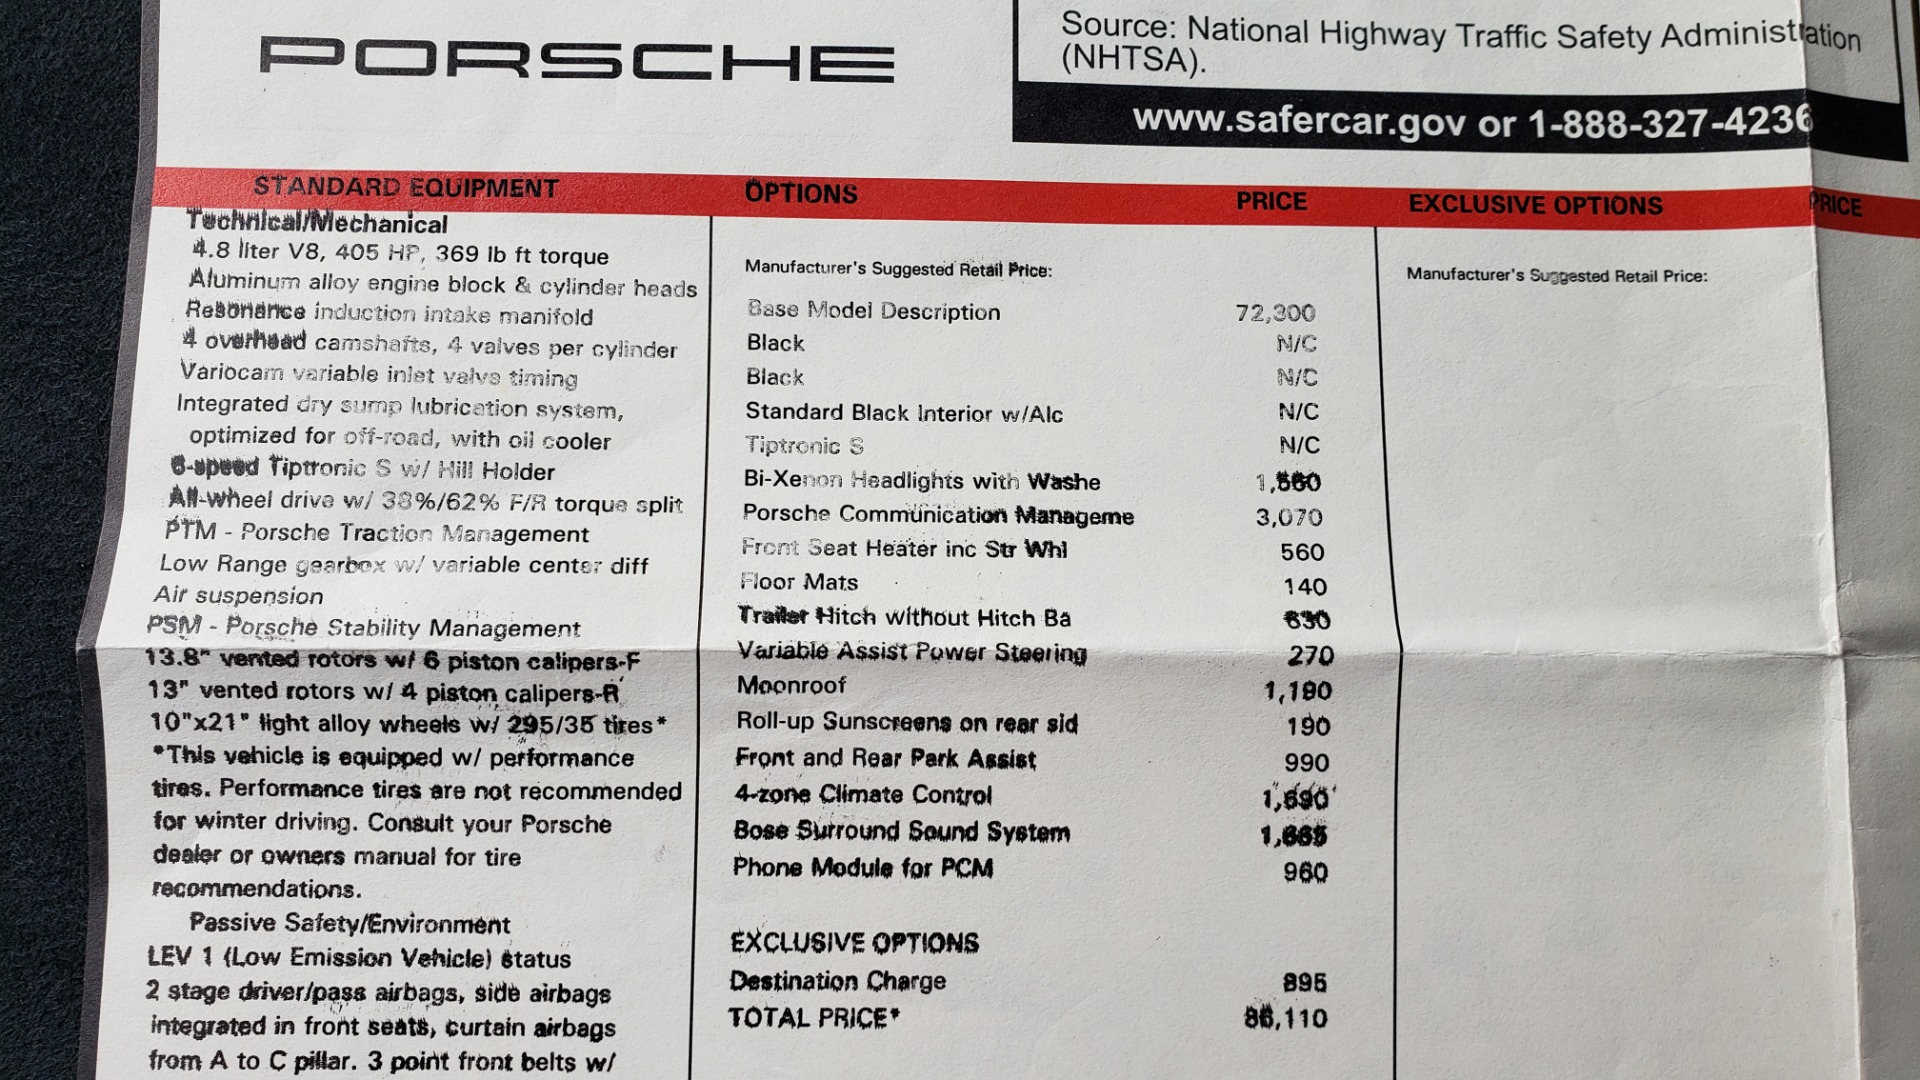 PORSCHE
Source: National Highway Traffic Safety Administration
(NHTSA).
www.safercar.gov or 1-888-327-4236
STANDARD EQUIPMENT
Technical/Mechanical
4.8 liter V8, 405 HP, 369 lb ft torque
Aluminum alloy engine block & cylinder heads
Resonance induction intake manifold
4 overhead camshafts, 4 valves per cylinder
Variocam variable inlet valve timing
Integrated dry sump lubrication system,
optimized for off-road, with oil cooler
6-speed Tiptronic S w/ Hill Holder
All-wheel drive w/ 38%/62% F/R torque split
PTM - Porsche Traction Management
Low Range gearbox w/ variable center diff
Air suspension
PSM - Porsche Stability Management
13.8" vented rotors w/ 6 piston calipers-F
13" vented rotors w/ 4 piston calipers-R
10"x21" light alloy wheels w/ 295/35 tires*
*This vehicle is equipped w/ performance
tires. Performance tires are not recommended
for winter driving. Consult your Porsche
dealer or owners manual for tire
recommendations.
Passive Safety/Environment
LEV 1 (Low Emission Vehicle) status
2 stage driver/pass airbags, side airbags
integrated in front seats, curtain airbags
from A to C pillar. 3 point front belts w/
OPTIONS PRICE
Manufacturer's Suggested Retail Price:
Base Model Description 72,300
Black N/C
Black N/C
Standard Black Interior w/Alc N/C
Tiptronic S N/C
Bi-Xenon Headlights with Washe 1,560
Porsche Communication Manageme 3,070
Front Seat Heater inc Str Whl 560
Floor Mats 140
Trailer Hitch without Hitch Ba 630
Variable Assist Power Steering 270
Moonroof 1,190
Roll-up Sunscreens on rear sid 190
Front and Rear Park Assist 990
4-zone Climate Control 1,690
Bose Surround Sound System 1,665
Phone Module for PCM 960
EXCLUSIVE OPTIONS
Destination Charge 895
TOTAL PRICE* 86,110
EXCLUSIVE OPTIONS PRICE
Manufacturer's Suggested Retail Price: